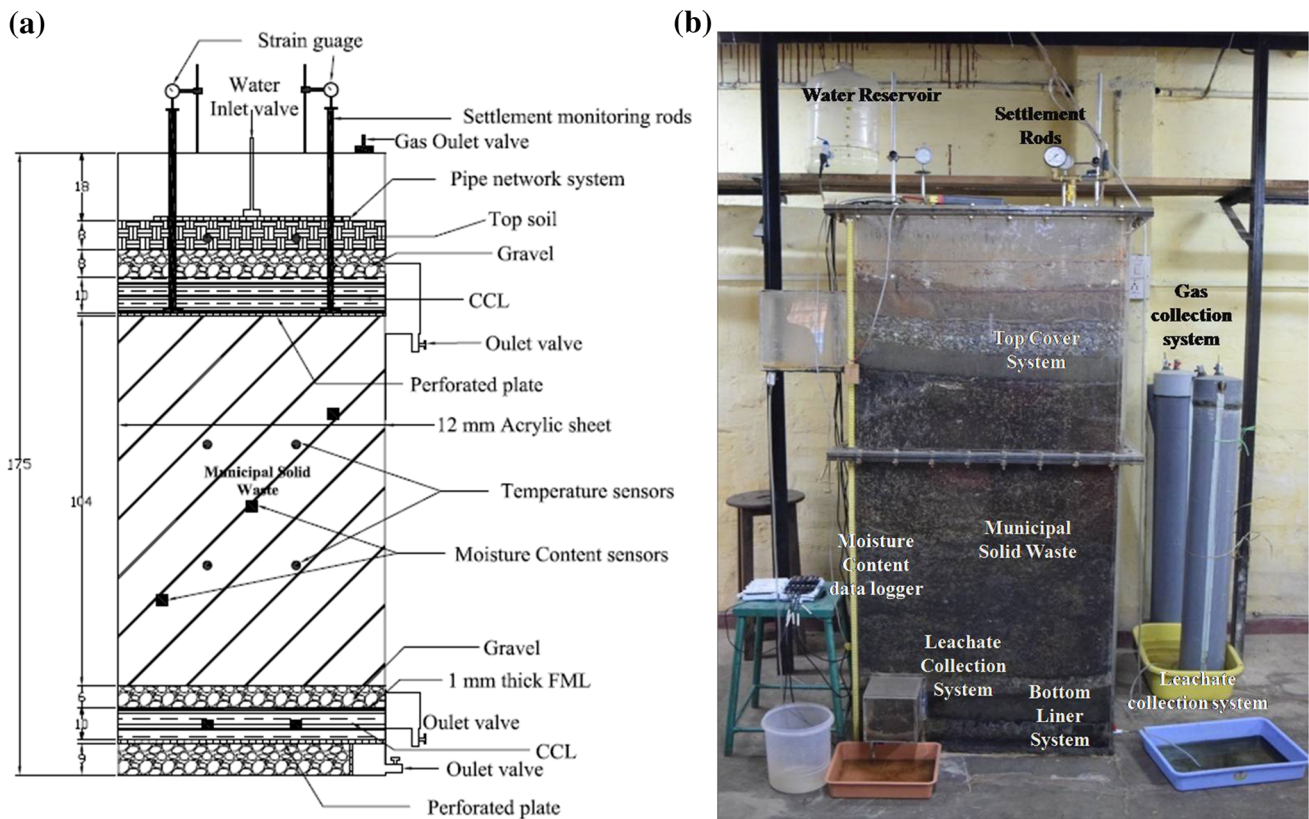 (a)
Strain guage
Water
Inlet valve
Settlement monitoring rods
Gas Oulet valve
Pipe network system
Top soil
Gravel
CCL
Oulet valve
Perforated plate
12 mm Acrylic sheet
Municipal Solid
Waste
Temperature sensors
Moisture Content sensors
Gravel
1 mm thick FML
Oulet valve
CCL
Oulet valve
Perforated plate
18
8
8
10
175
104
5
10
9
(b)
Water Reservoir
Settlement
Rods
Gas
collection
system
Top Cover
System
Municipal
Solid Waste
Moisture
Content
data logger
Leachate
Collection
System
Bottom
Liner
System
Leachate
collection system